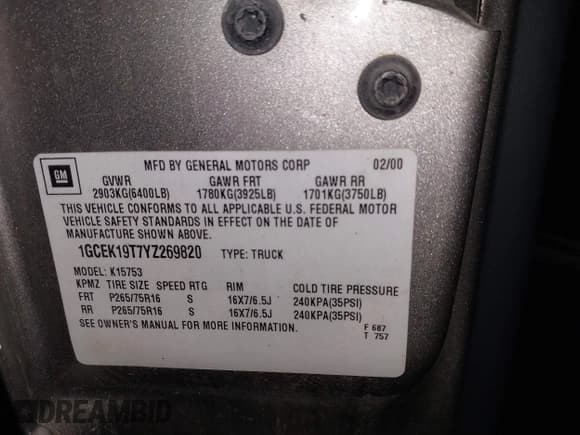 GM
MFD BY GENERAL MOTORS CORP 02/00
GVWR GAWR FRT GAWR RR
2903KG(6400LB) 1780KG(3925LB) 1701KG(3750LB)
THIS VEHICLE CONFORMS TO ALL APPLICABLE U.S. FEDERAL MOTOR
VEHICLE SAFETY STANDARDS IN EFFECT ON THE DATE OF
MANUFACTURE SHOWN ABOVE.
1GCEK19T7YZ269820 TYPE: TRUCK
MODEL: K15753
KPMZ TIRE SIZE SPEED RTG RIM COLD TIRE PRESSURE
FRT P265/75R16 S 16X7/6.5J 240KPA(35PSI)
RR P265/75R16 S 16X7/6.5J 240KPA(35PSI)
SEE OWNER'S MANUAL FOR MORE INFORMATION.
F 687
T 757
DREAMBID